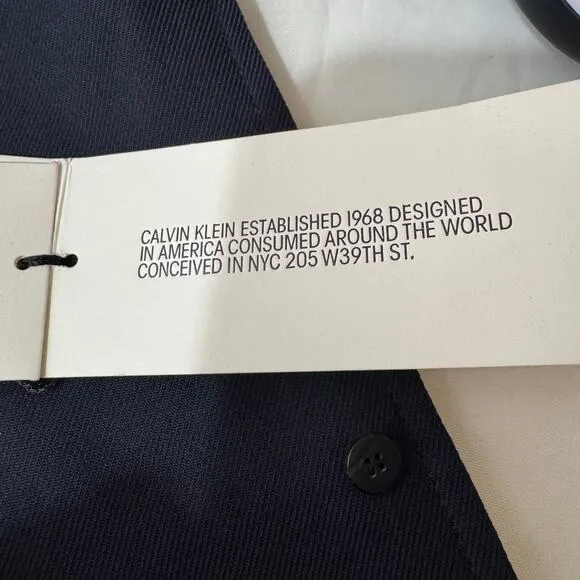 CALVIN KLEIN ESTABLISHED 1968 DESIGNED
IN AMERICA CONSUMED AROUND THE WORLD
CONCEIVED IN NYC 205 W39TH ST.